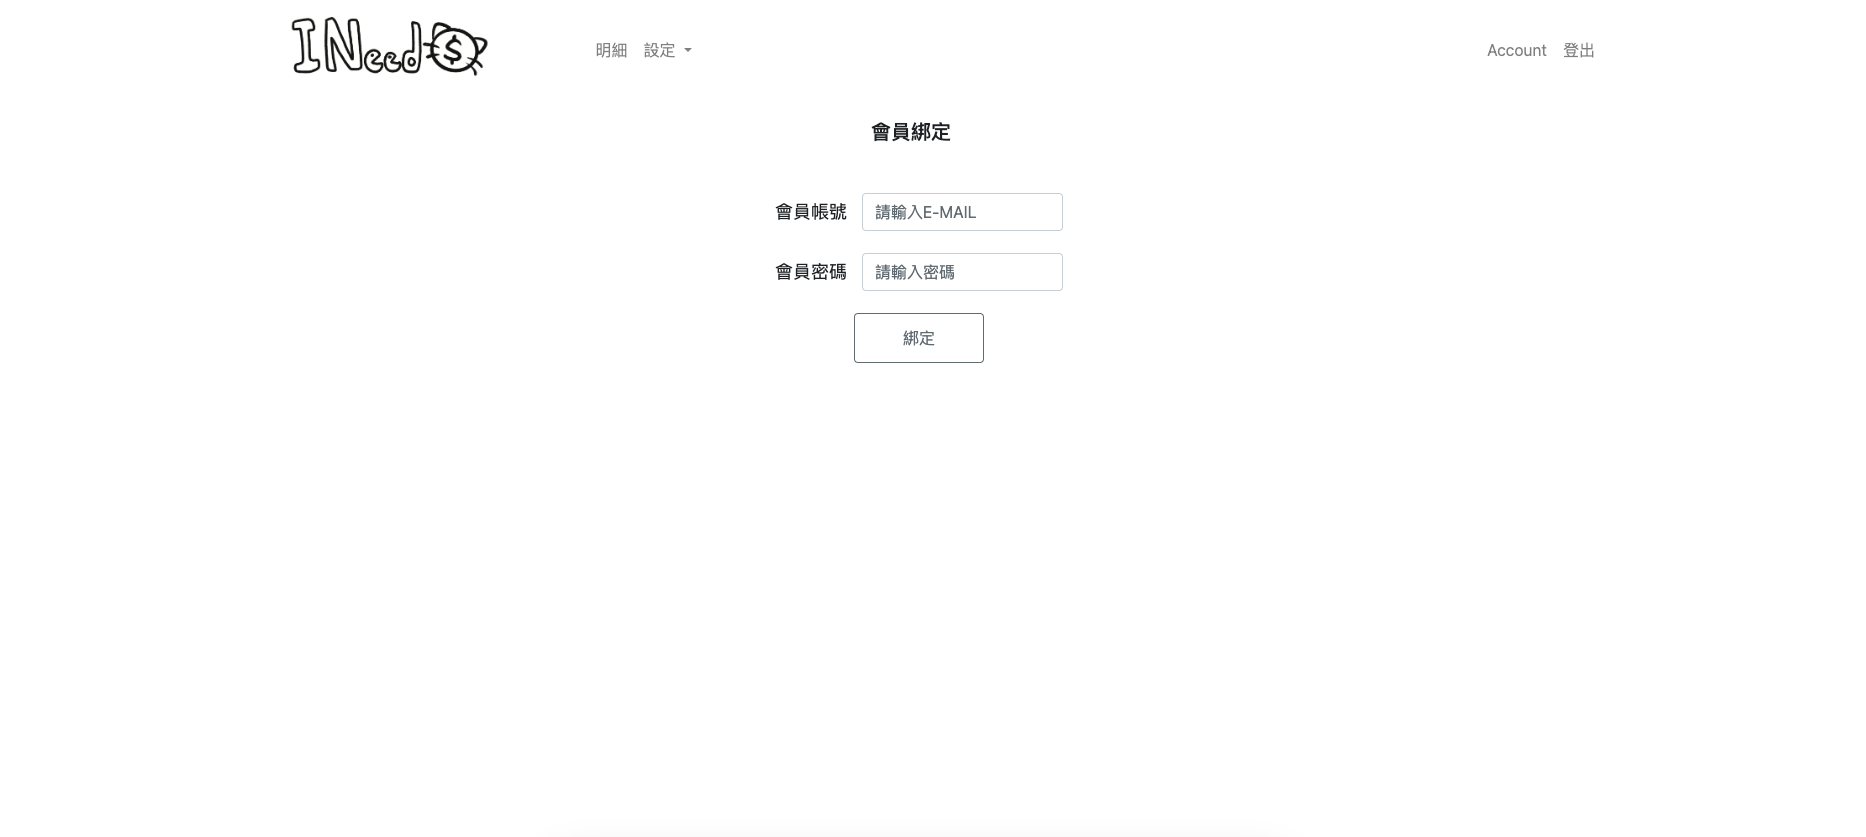 INeed$
明細 設定
Account 登出
會員綁定
會員帳號 請輸入E-MAIL
會員密碼 請輸入密碼
綁定